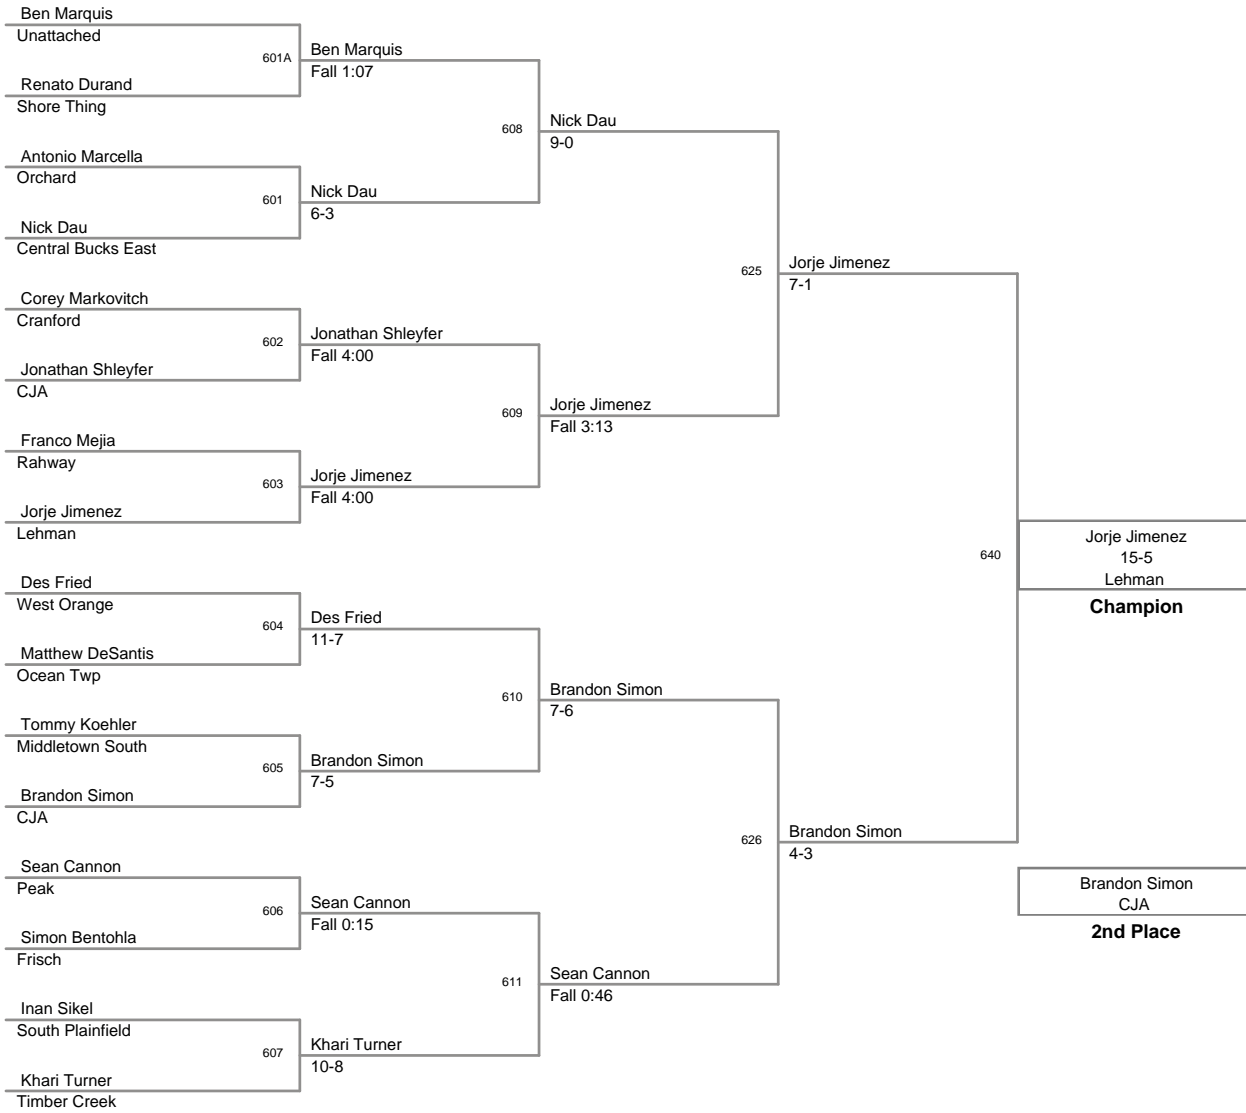 Ben Marquis
Unattached
601A
Ben Marquis
Fall 1:07
Renato Durand
Shore Thing
608
Nick Dau
9-0
Antonio Marcella
Orchard
601
Nick Dau
6-3
Nick Dau
Central Bucks East
625
Jorje Jimenez
7-1
Corey Markovitch
Cranford
602
Jonathan Shleyfer
Fall 4:00
Jonathan Shleyfer
CJA
609
Jorje Jimenez
Fall 3:13
Franco Mejia
Rahway
603
Jorje Jimenez
Fall 4:00
Jorje Jimenez
Lehman
640
Jorje Jimenez
15-5
Lehman
Champion
Des Fried
West Orange
604
Des Fried
11-7
Matthew DeSantis
Ocean Twp
610
Brandon Simon
7-6
Tommy Koehler
Middletown South
605
Brandon Simon
7-5
Brandon Simon
CJA
626
Brandon Simon
4-3
Sean Cannon
Peak
606
Sean Cannon
Fall 0:15
Brandon Simon
CJA
2nd Place
Simon Bentohla
Frisch
611
Sean Cannon
Fall 0:46
Inan Sikel
South Plainfield
607
Khari Turner
10-8
Khari Turner
Timber Creek